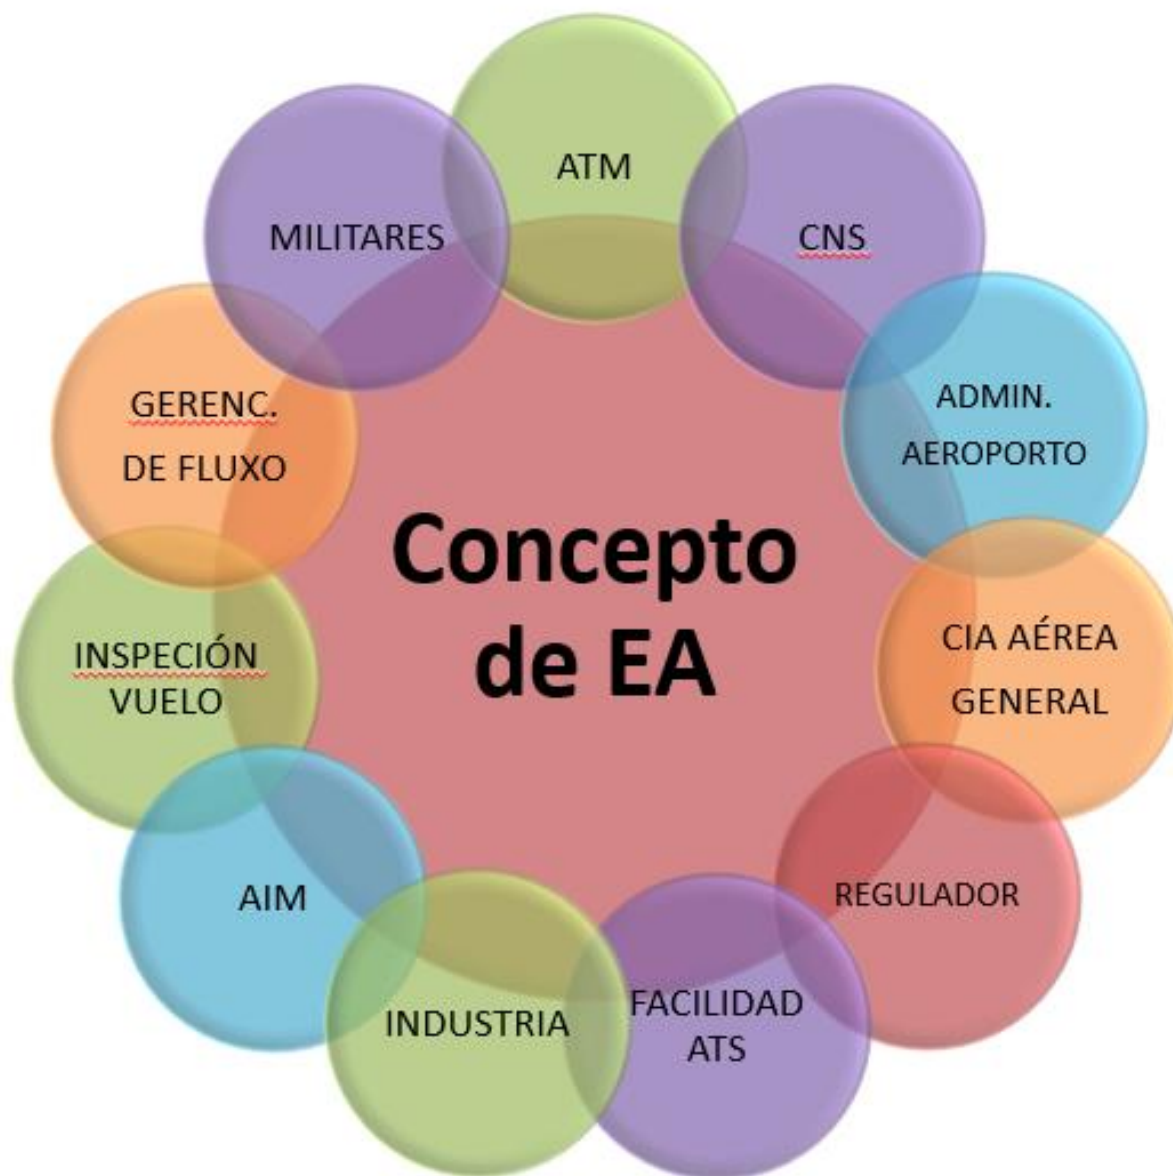 ATM
CNS
ADMIN.
AEROPORTO
CIA AÉREA
GENERAL
REGULADOR
FACILIDAD
ATS
INDUSTRIA
AIM
INSPECIÓN
VUELO
GERENC.
DE FLUXO
MILITARES
Concepto
de EA